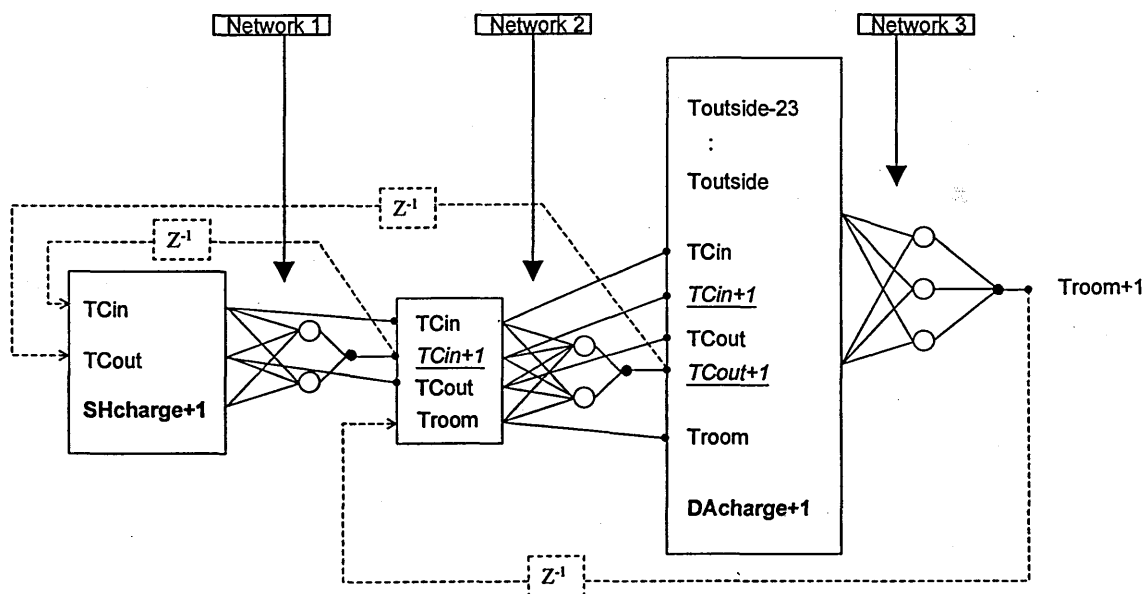 Network 1
Network 2
Network 3
Toutside-23
:
Toutside
Z-1
Z-1
TCin
TCout
SHcharge+1
TCin
TCin+1
TCout
Troom
TCin
TCin+1
TCout
TCout+1
Troom
DAcharge+1
Troom+1
Z-1